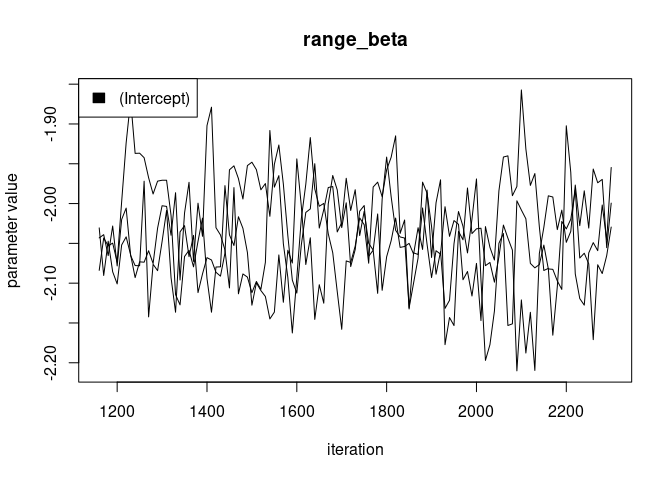 range_beta
(Intercept)
parameter value
-1.90
-2.00
-2.10
-2.20
1200 1400 1600 1800 2000 2200
iteration